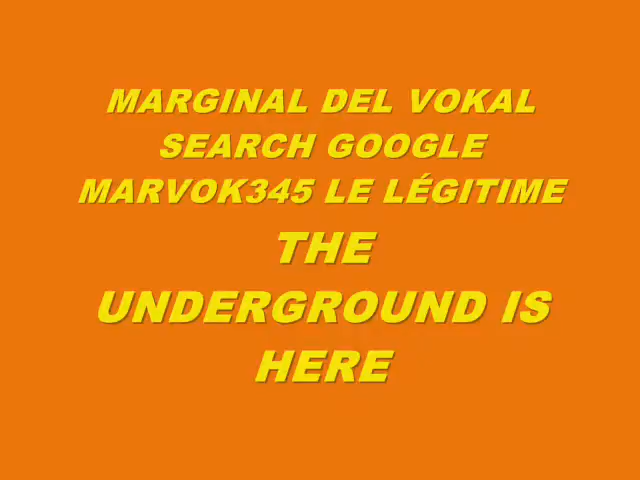 MARGINAL DEL VOKAL
SEARCH GOOGLE
MARVOK345 LE LÉGITIME
THE
UNDERGROUND IS
HERE